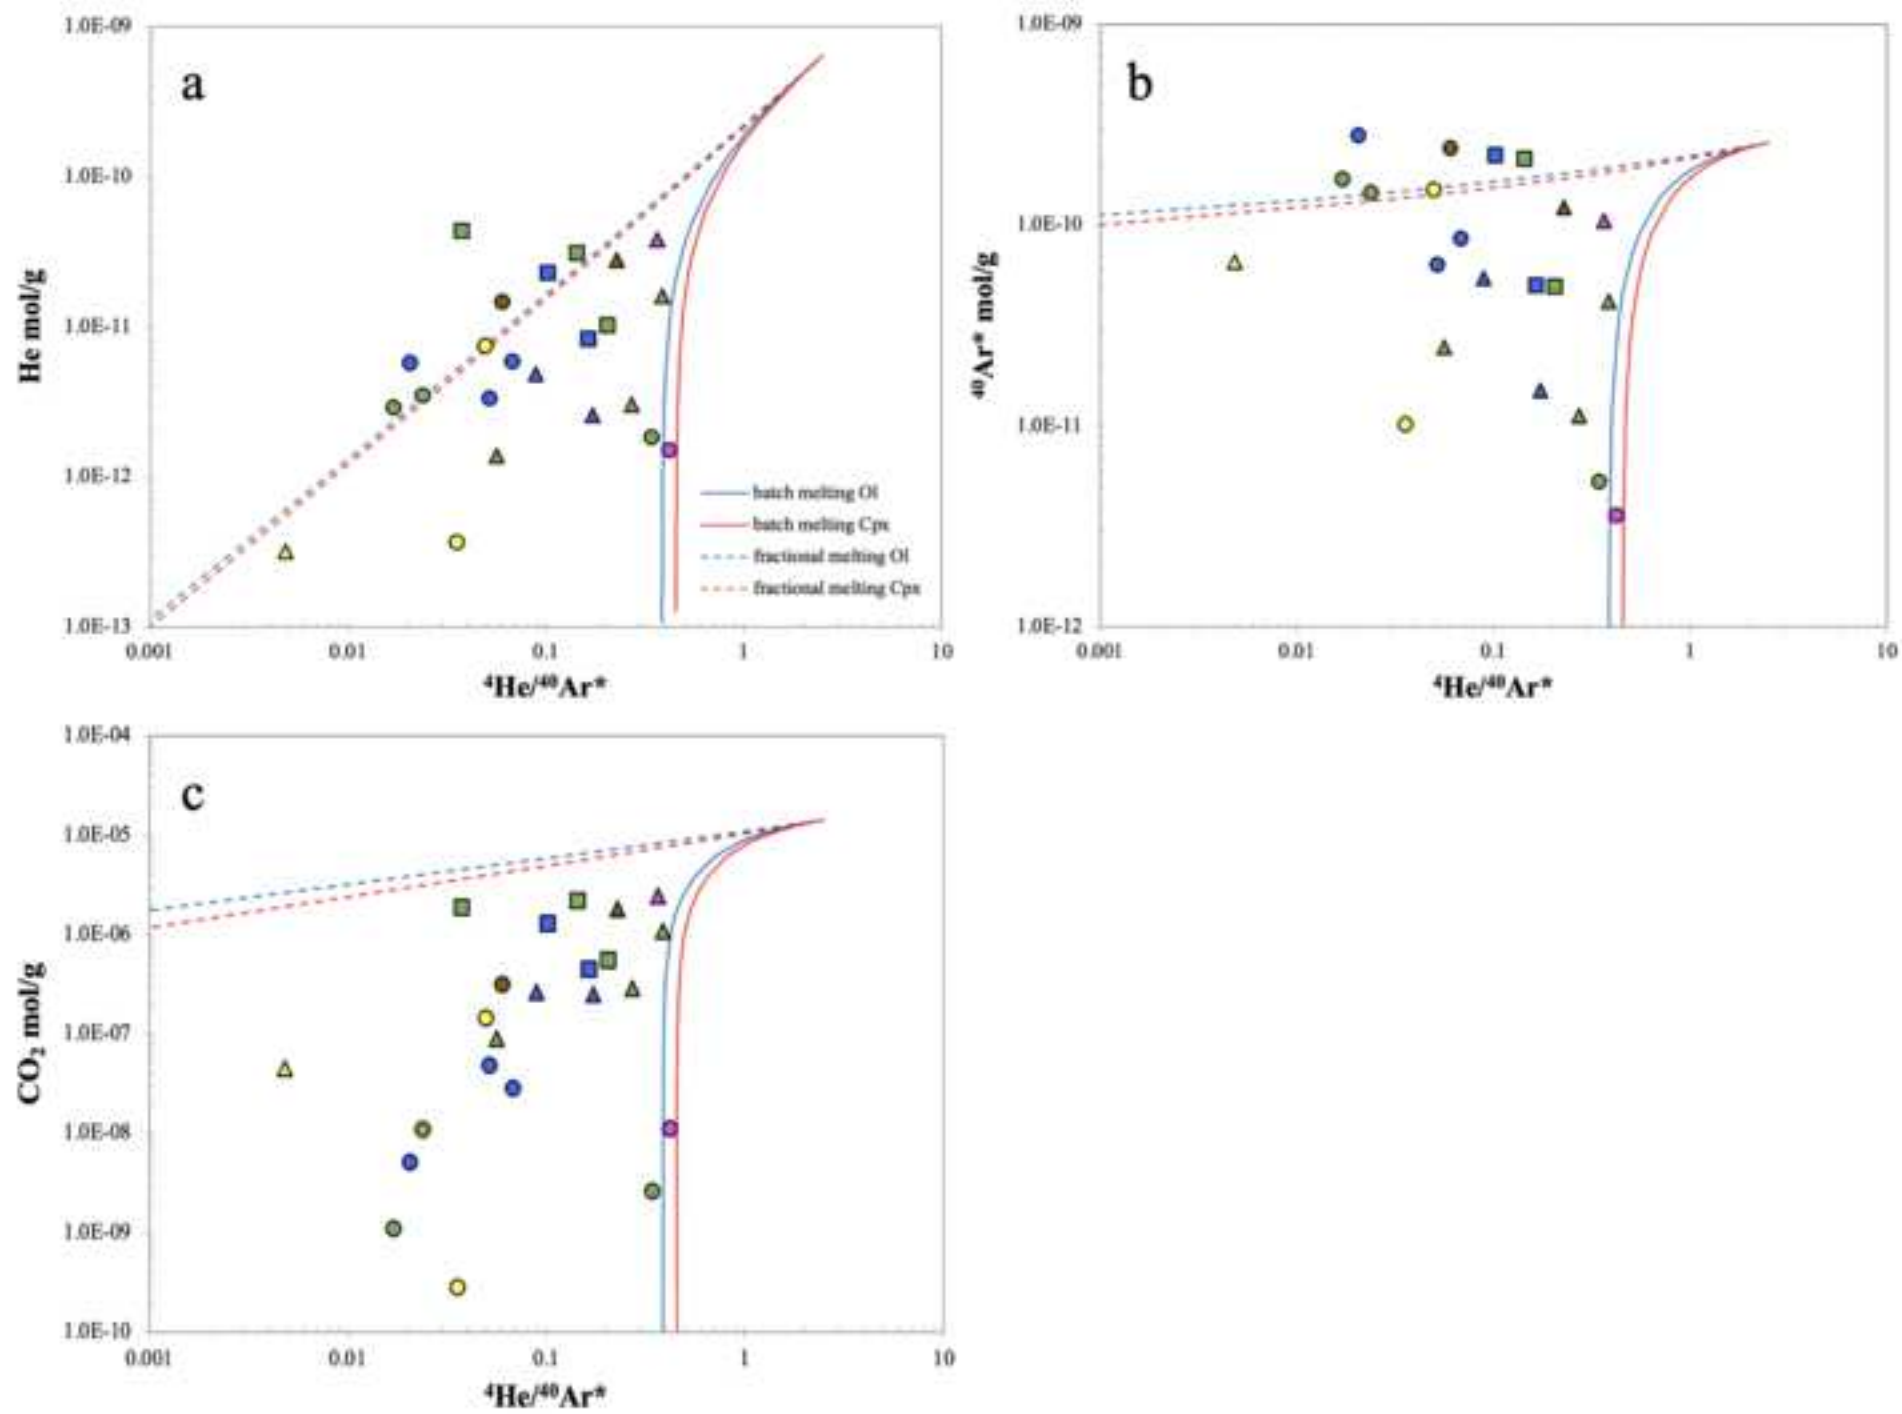 a
1.0E-09
1.0E-10
1.0E-11
1.0E-12
1.0E-13
He mol/g
0.001
0.01
0.1
1
10
⁴He/⁴⁰Ar*
batch melting Ol
batch melting Cpx
fractional melting Ol
fractional melting Cpx
b
1.0E-09
1.0E-10
1.0E-11
1.0E-12
⁴⁰Ar* mol/g
0.001
0.01
0.1
1
10
⁴He/⁴⁰Ar*
c
1.0E-04
1.0E-05
1.0E-06
1.0E-07
1.0E-08
1.0E-09
1.0E-10
CO₂ mol/g
0.001
0.01
0.1
1
10
⁴He/⁴⁰Ar*